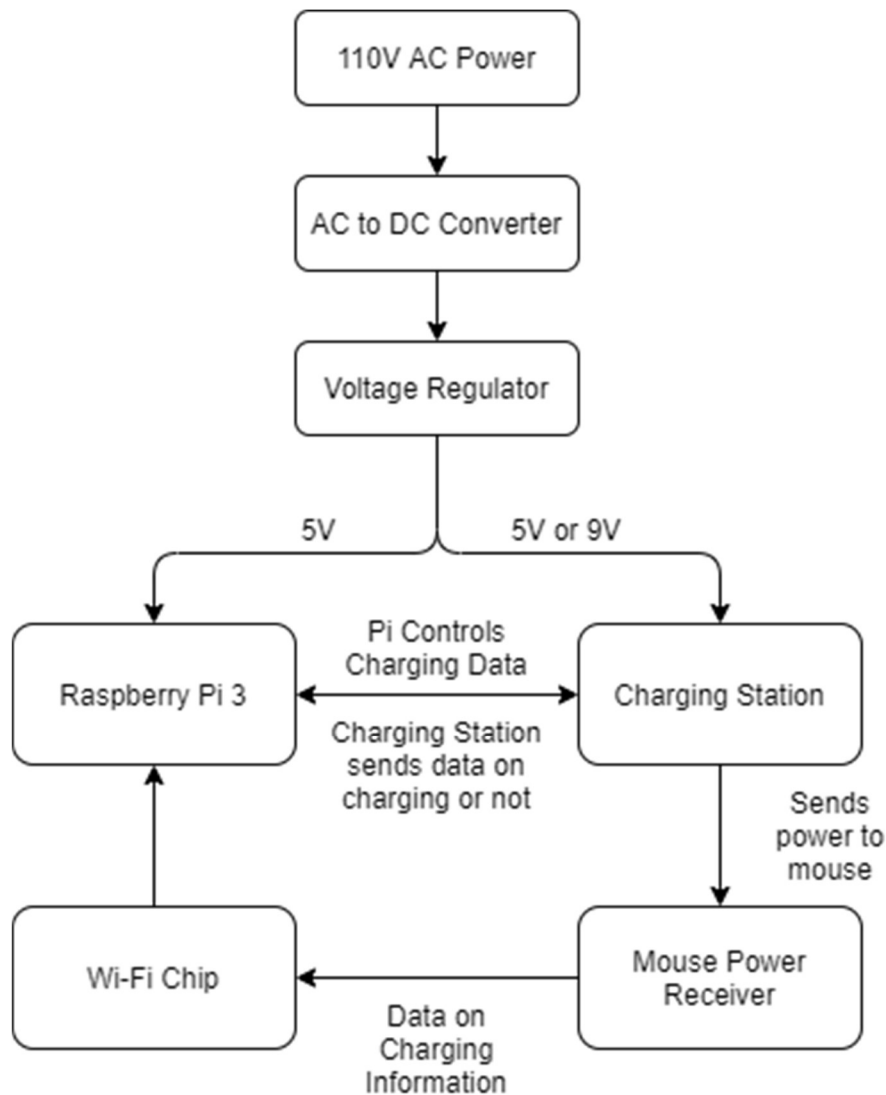 110V AC Power
AC to DC Converter
Voltage Regulator
5V
5V or 9V
Raspberry Pi 3
Pi Controls
Charging Data
Charging Station
sends data on
charging or not
Charging Station
Sends
power to
mouse
Wi-Fi Chip
Data on
Charging
Information
Mouse Power
Receiver